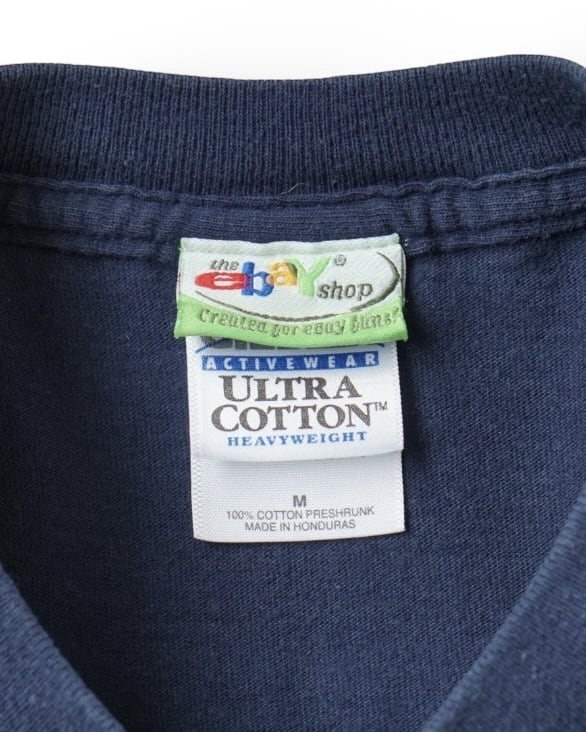 the ebaY® shop
Created for eBay fans!
ACTIVEWEAR
ULTRA
COTTON™
HEAVYWEIGHT
M
100% COTTON PRESHRUNK
MADE IN HONDURAS